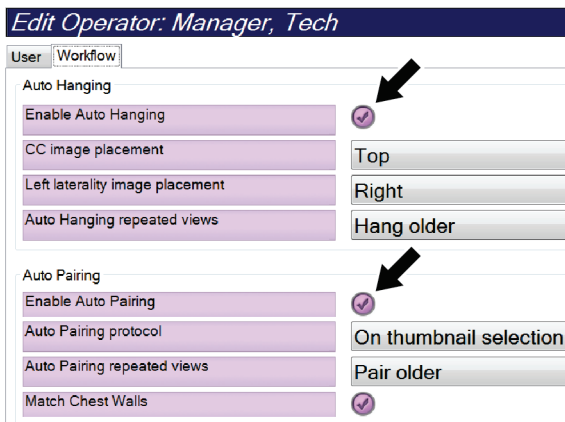 Edit Operator: Manager, Tech
User Workflow
Auto Hanging
Enable Auto Hanging
CC image placement Top
Left laterality image placement Right
Auto Hanging repeated views Hang older
Auto Pairing
Enable Auto Pairing
Auto Pairing protocol On thumbnail selection
Auto Pairing repeated views Pair older
Match Chest Walls